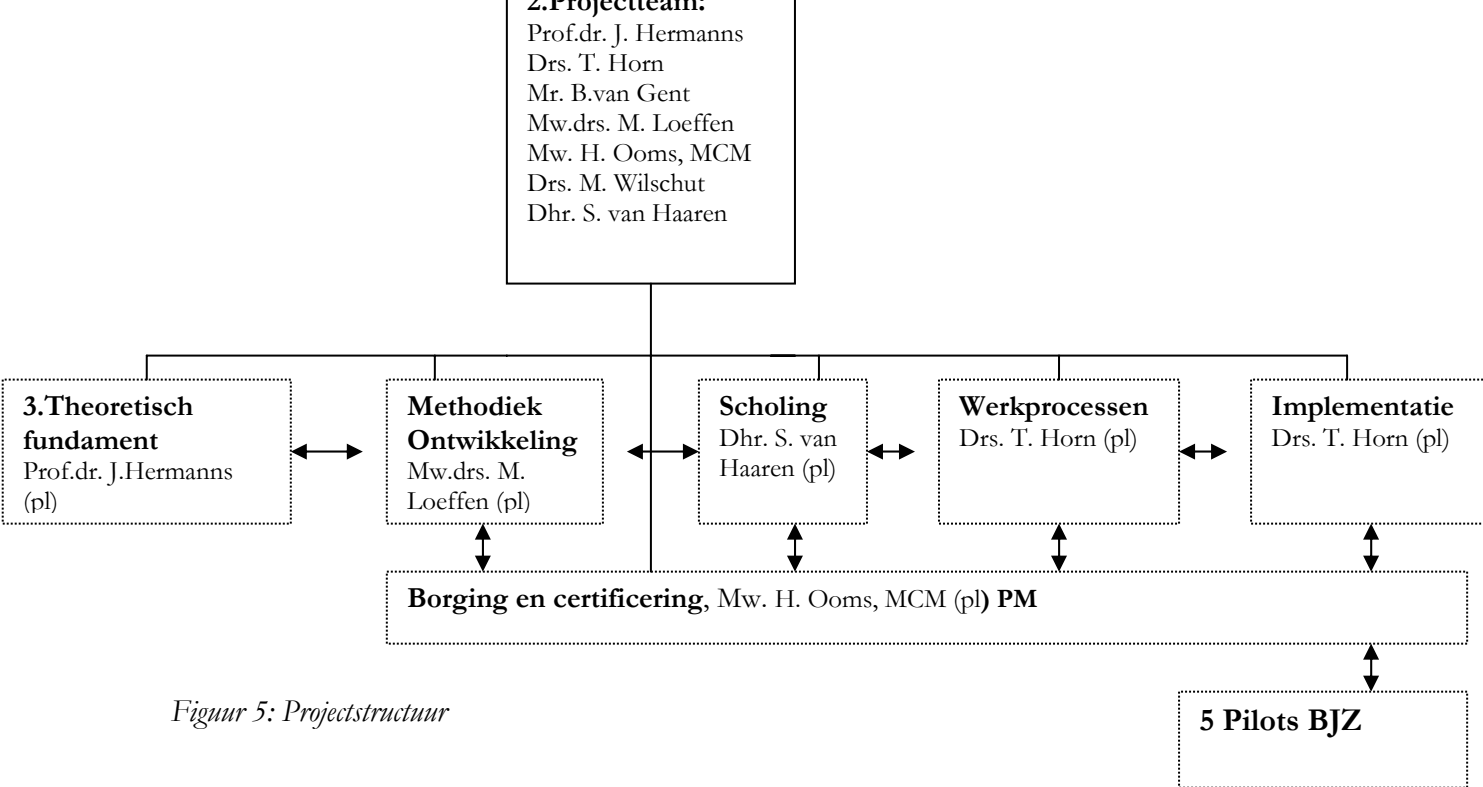 2.Projectteam:
Prof.dr. J. Hermanns
Drs. T. Horn
Mr. B.van Gent
Mw.drs. M. Loeffen
Mw. H. Ooms, MCM
Drs. M. Wilschut
Dhr. S. van Haaren
3.Theoretisch
fundament
Prof.dr. J.Hermanns
(pl)
Methodiek
Ontwikkeling
Mw.drs. M.
Loeffen (pl)
Scholing
Dhr. S. van
Haaren (pl)
Werkprocessen
Drs. T. Horn (pl)
Implementatie
Drs. T. Horn (pl)
Borging en certificering, Mw. H. Ooms, MCM (pl) PM
5 Pilots BJZ
Figuur 5: Projectstructuur